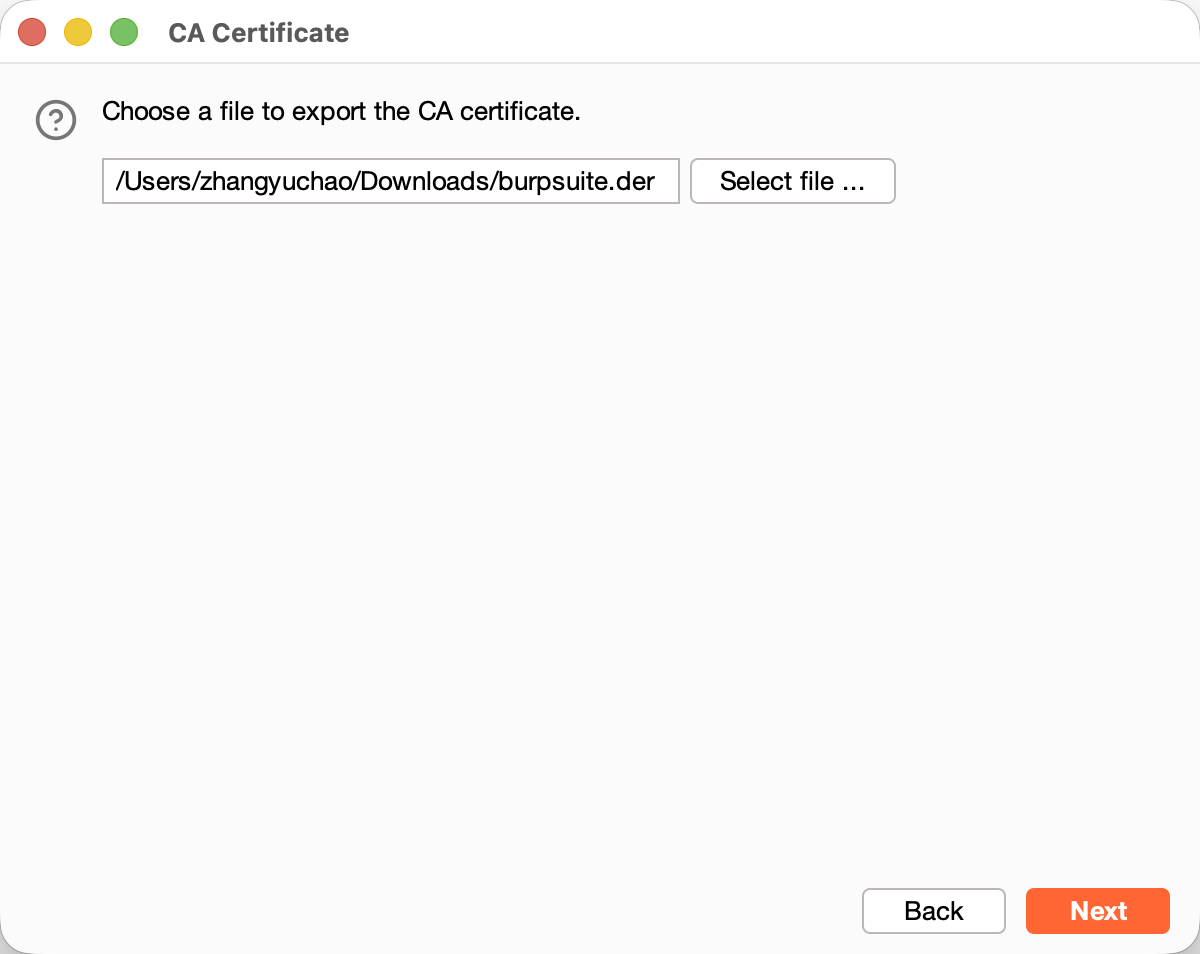 CA Certificate
Choose a file to export the CA certificate.
/Users/zhangyuchao/Downloads/burpsuite.der
Select file ...
Back
Next